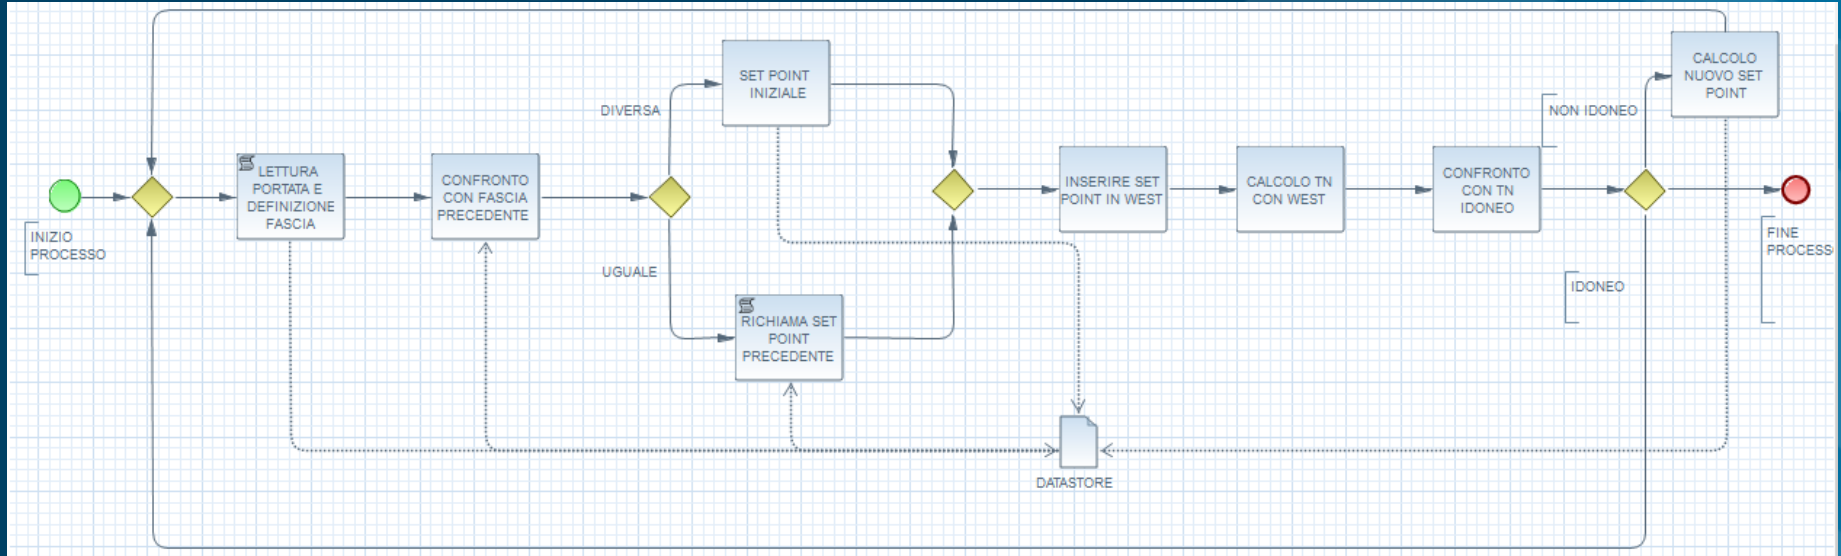 INIZIO
PROCESSO
LETTURA
PORTATA E
DEFINIZIONE
FASCIA
CONFRONTO
CON FASCIA
PRECEDENTE
DIVERSA
UGUALE
SET POINT
INIZIALE
RICHIAMA SET
POINT
PRECEDENTE
INSERIRE SET
POINT IN WEST
CALCOLO TN
CON WEST
CONFRONTO
CON TN
IDONEO
NON IDONEO
IDONEO
CALCOLO
NUOVO SET
POINT
FINE
PROCESS
DATASTORE